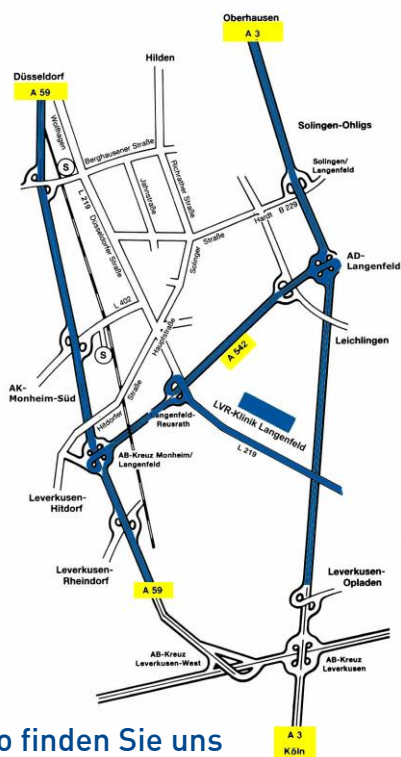 Oberhausen
A 3
Hilden
Düsseldorf
A 59
Wolfhagen
Solingen-Ohligs
Berghausener Straße
Solingen/
Langenfeld
S
Richrather Straße
Jahnstraße
L 219
Düsseldorfer Straße
Hardt
B 229
Solinger
Straße
AD-
Langenfeld
L 402
Leichlingen
S
Hauptstraße
A 542
AK-
Monheim-Süd
Hitdorfer
Straße
Langenfeld-
Reusrath
LVR-Klinik Langenfeld
L 219
AB-Kreuz Monheim/
Langenfeld
Leverkusen-
Hitdorf
Leverkusen-
Rheindorf
Leverkusen-
Opladen
A 59
AB-Kreuz
Leverkusen-West
AB-Kreuz
Leverkusen
o finden Sie uns
A 3
Köln